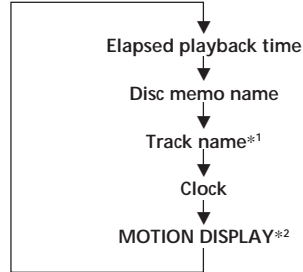 Elapsed playback time
Disc memo name
Track name*1
Clock
MOTION DISPLAY*2